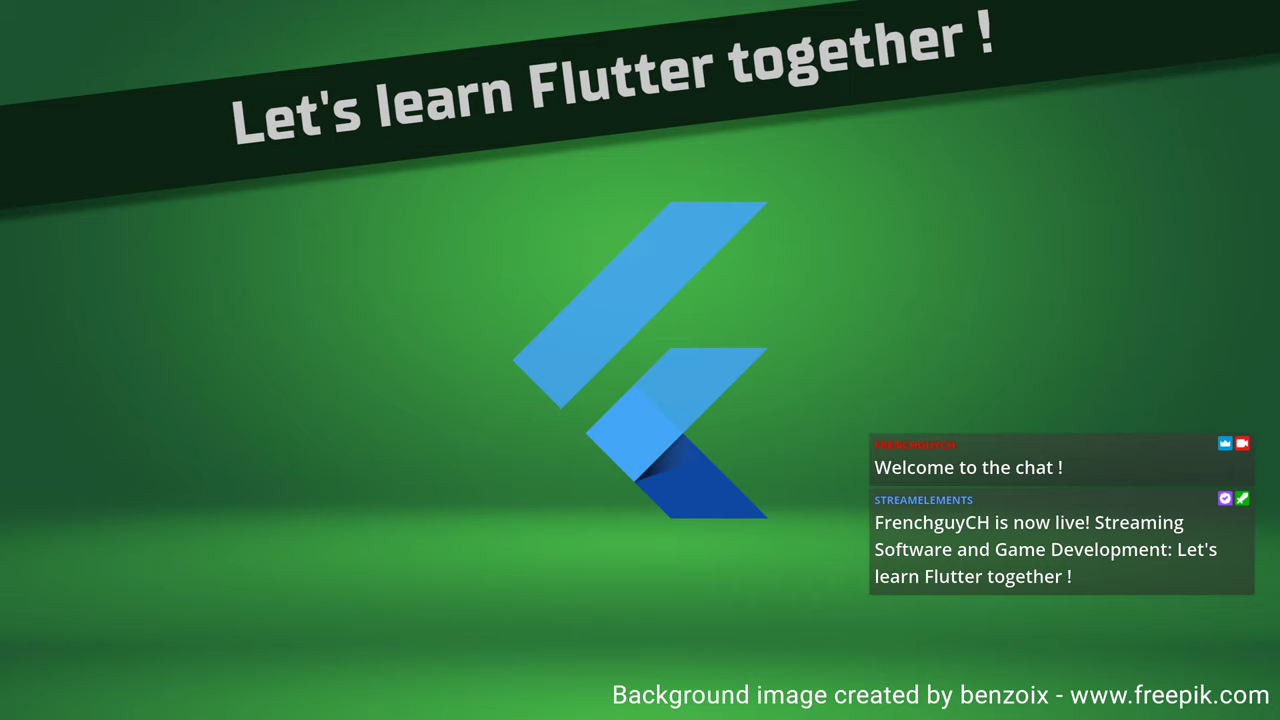 Let's learn Flutter together !
FRENCHGUYCH
Welcome to the chat !
STREAMELEMENTS
FrenchguyCH is now live! Streaming
Software and Game Development: Let's
learn Flutter together !
Background image created by benzoix - www.freepik.com